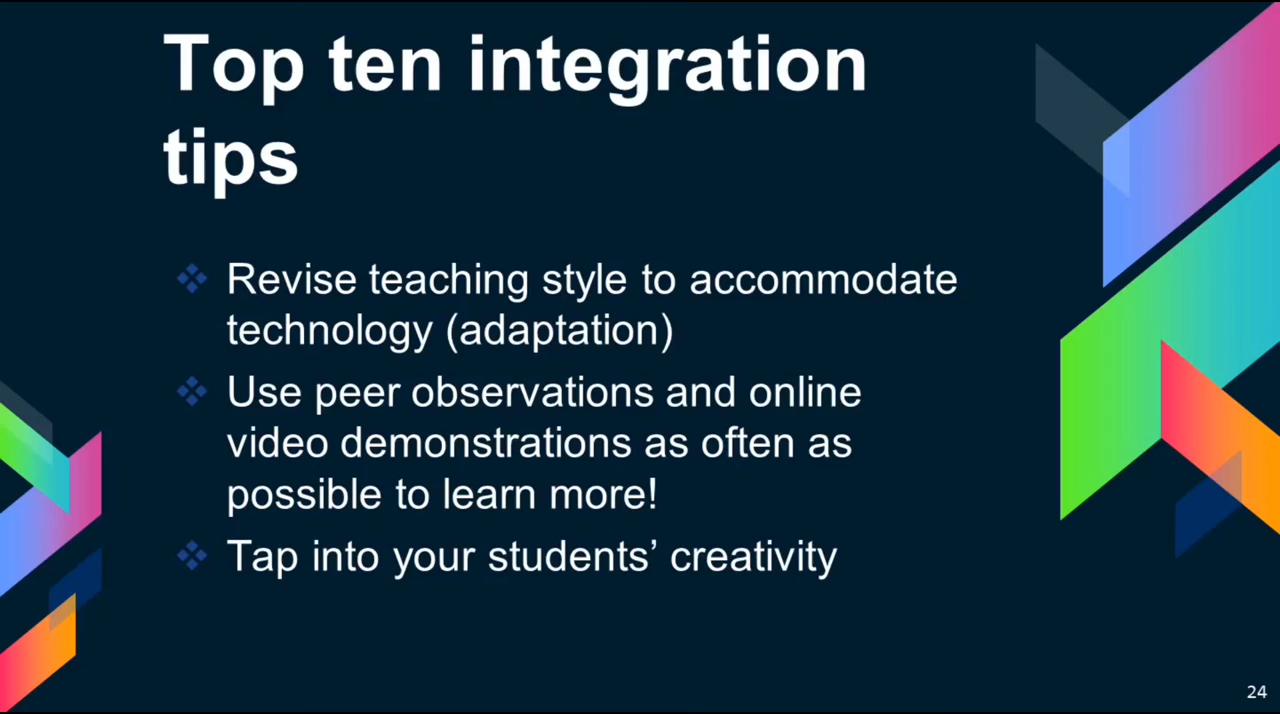 Top ten integration
tips
❖ Revise teaching style to accommodate
technology (adaptation)
❖ Use peer observations and online
video demonstrations as often as
possible to learn more!
❖ Tap into your students’ creativity
24